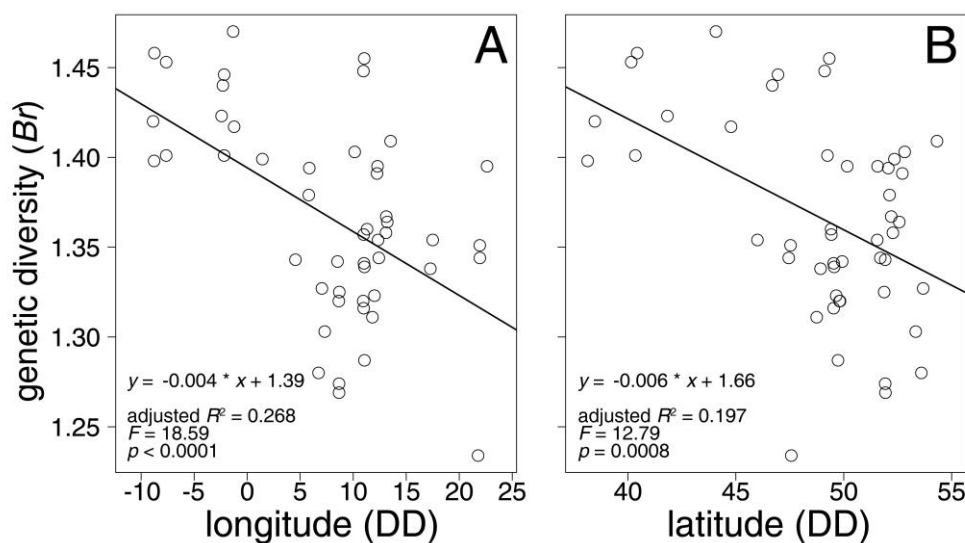 A
B
genetic diversity (Br)
1.45
1.40
1.35
1.30
1.25
y = -0.004 * x + 1.39
adjusted R² = 0.268
F = 18.59
p < 0.0001
y = -0.006 * x + 1.66
adjusted R² = 0.197
F = 12.79
p = 0.0008
-10 -5 0 5 10 15 20 25
40 45 50 55
longitude (DD)
latitude (DD)